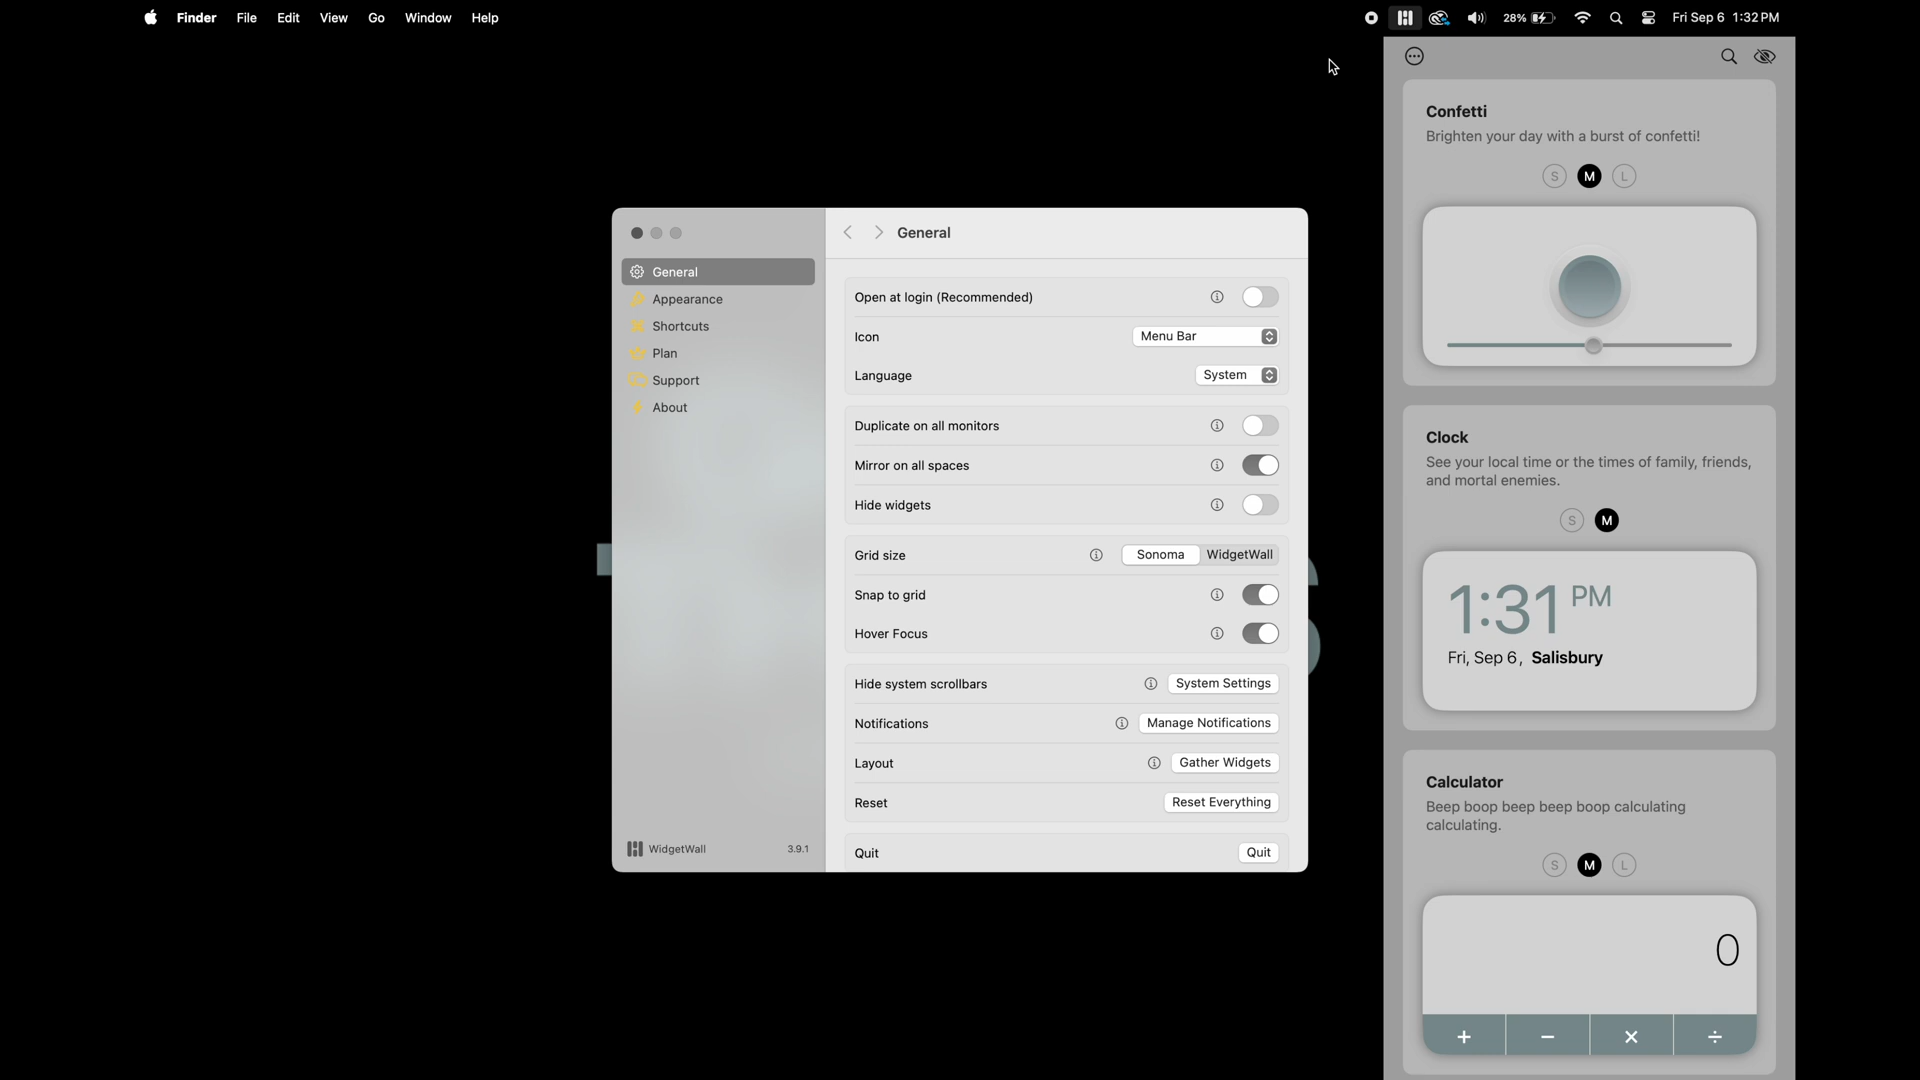 Finder File Edit View Go Window Help
28% Fri Sep 6 1:32 PM
General
Appearance
Shortcuts
Plan
Support
About
WidgetWall 3.9.1
General
Open at login (Recommended)
Icon Menu Bar
Language System
Duplicate on all monitors
Mirror on all spaces
Hide widgets
Grid size Sonoma WidgetWall
Snap to grid
Hover Focus
Hide system scrollbars System Settings
Notifications Manage Notifications
Layout Gather Widgets
Reset Reset Everything
Quit Quit
Confetti
Brighten your day with a burst of confetti!
S M L
Clock
See your local time or the times of family, friends,
and mortal enemies.
S M
1:31 PM
Fri, Sep 6, Salisbury
Calculator
Beep boop beep beep boop calculating
calculating.
S M L
0
+ − × ÷